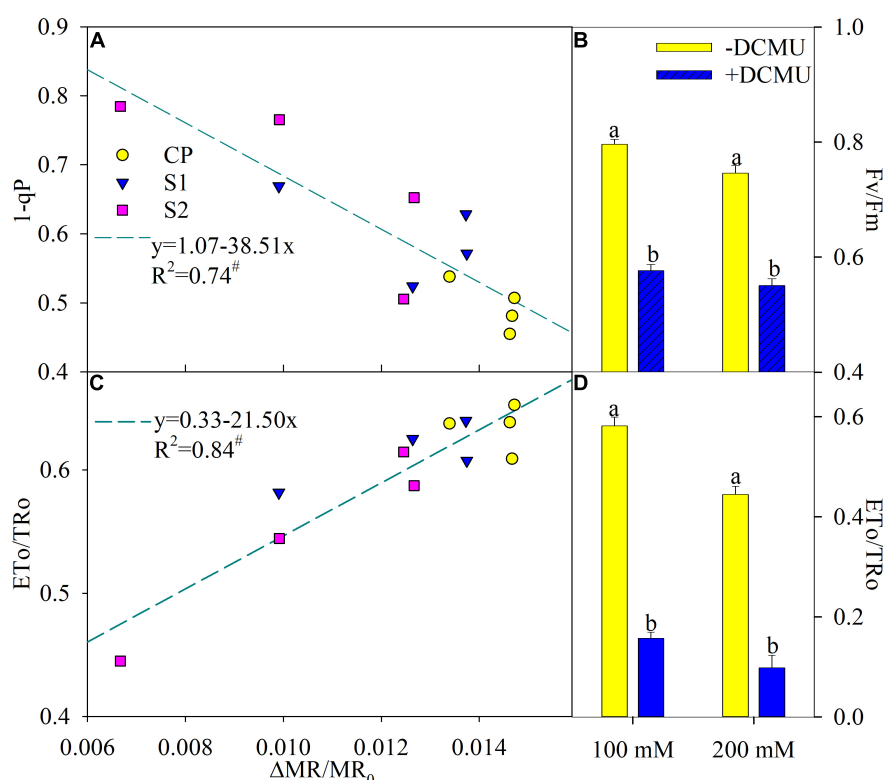 A
0.9
0.8
0.7
0.6
0.5
0.4
1-qP
CP
S1
S2
y=1.07-38.51x
R²=0.74#
B
-DCMU
+DCMU
a
b
a
b
1.0
0.8
0.6
0.4
Fv/Fm
C
y=0.33-21.50x
R²=0.84#
0.6
0.5
0.4
ETo/TRo
0.006
0.008
0.010
0.012
0.014
ΔMR/MR₀
D
a
b
a
b
0.6
0.4
0.2
0.0
ETo/TRo
100 mM
200 mM